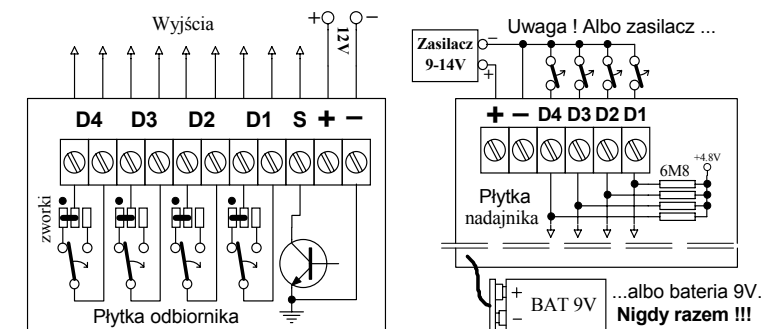 Wyjścia
+ −
12V
D4 D3 D2 D1 S + −
zworki
Płytka odbiornika
Uwaga ! Albo zasilacz ...
Zasilacz
9-14V
−
+
+ − D4 D3 D2 D1
6M8
+4.8V
Płytka
nadajnika
+
−
BAT 9V
...albo bateria 9V.
Nigdy razem !!!